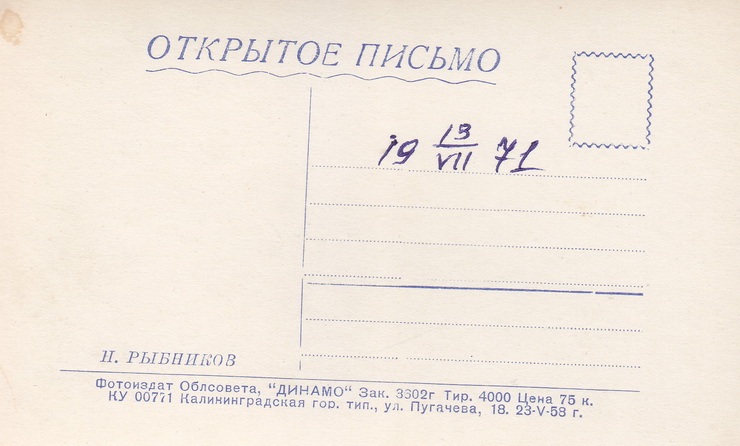 ОТКРЫТОЕ ПИСЬМО
19 13/VII 71
Н. РЫБНИКОВ
Фотоиздат Облсовета, "ДИНАМО" Зак. 3602г Тир. 4000 Цена 75 к.
КУ 00771 Калининградская гор. тип., ул. Пугачева, 18. 23-V-58 г.